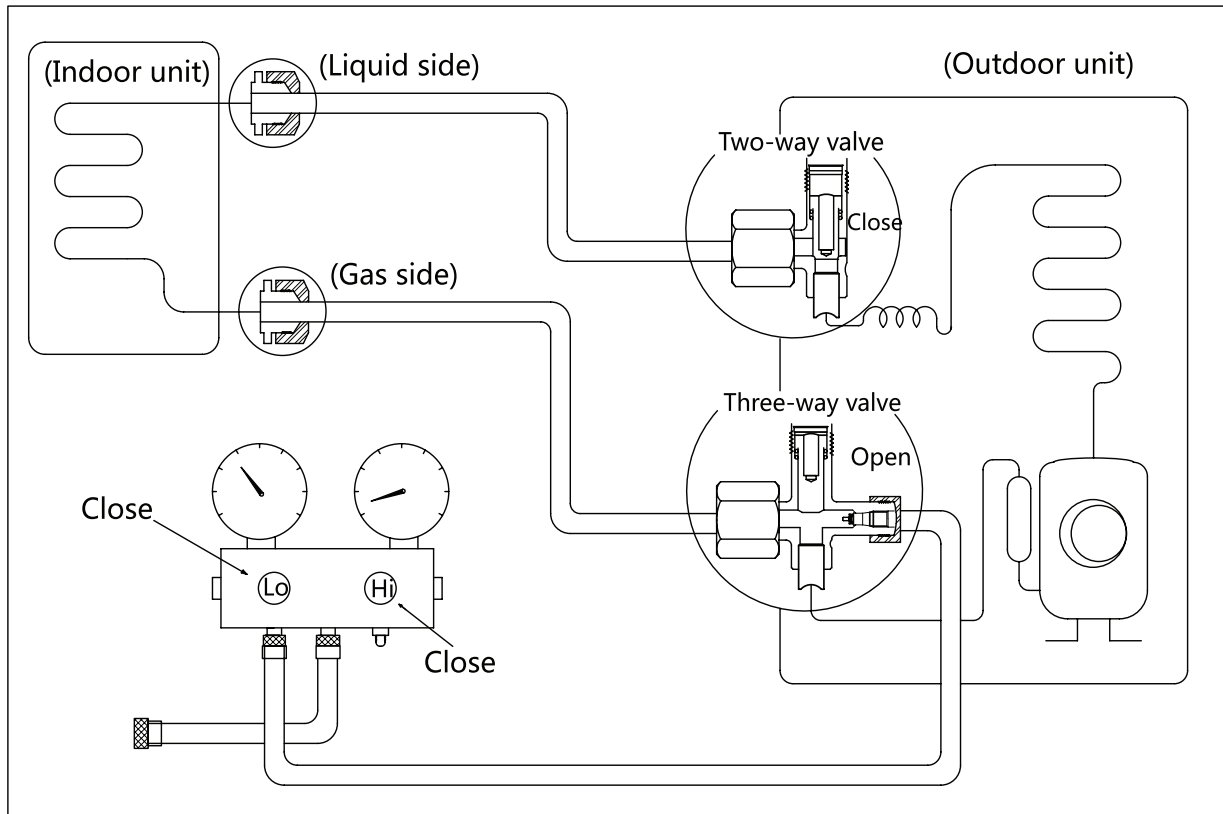 (Indoor unit)
(Liquid side)
(Outdoor unit)
Two-way valve
Close
(Gas side)
Three-way valve
Open
Close
Lo
Hi
Close